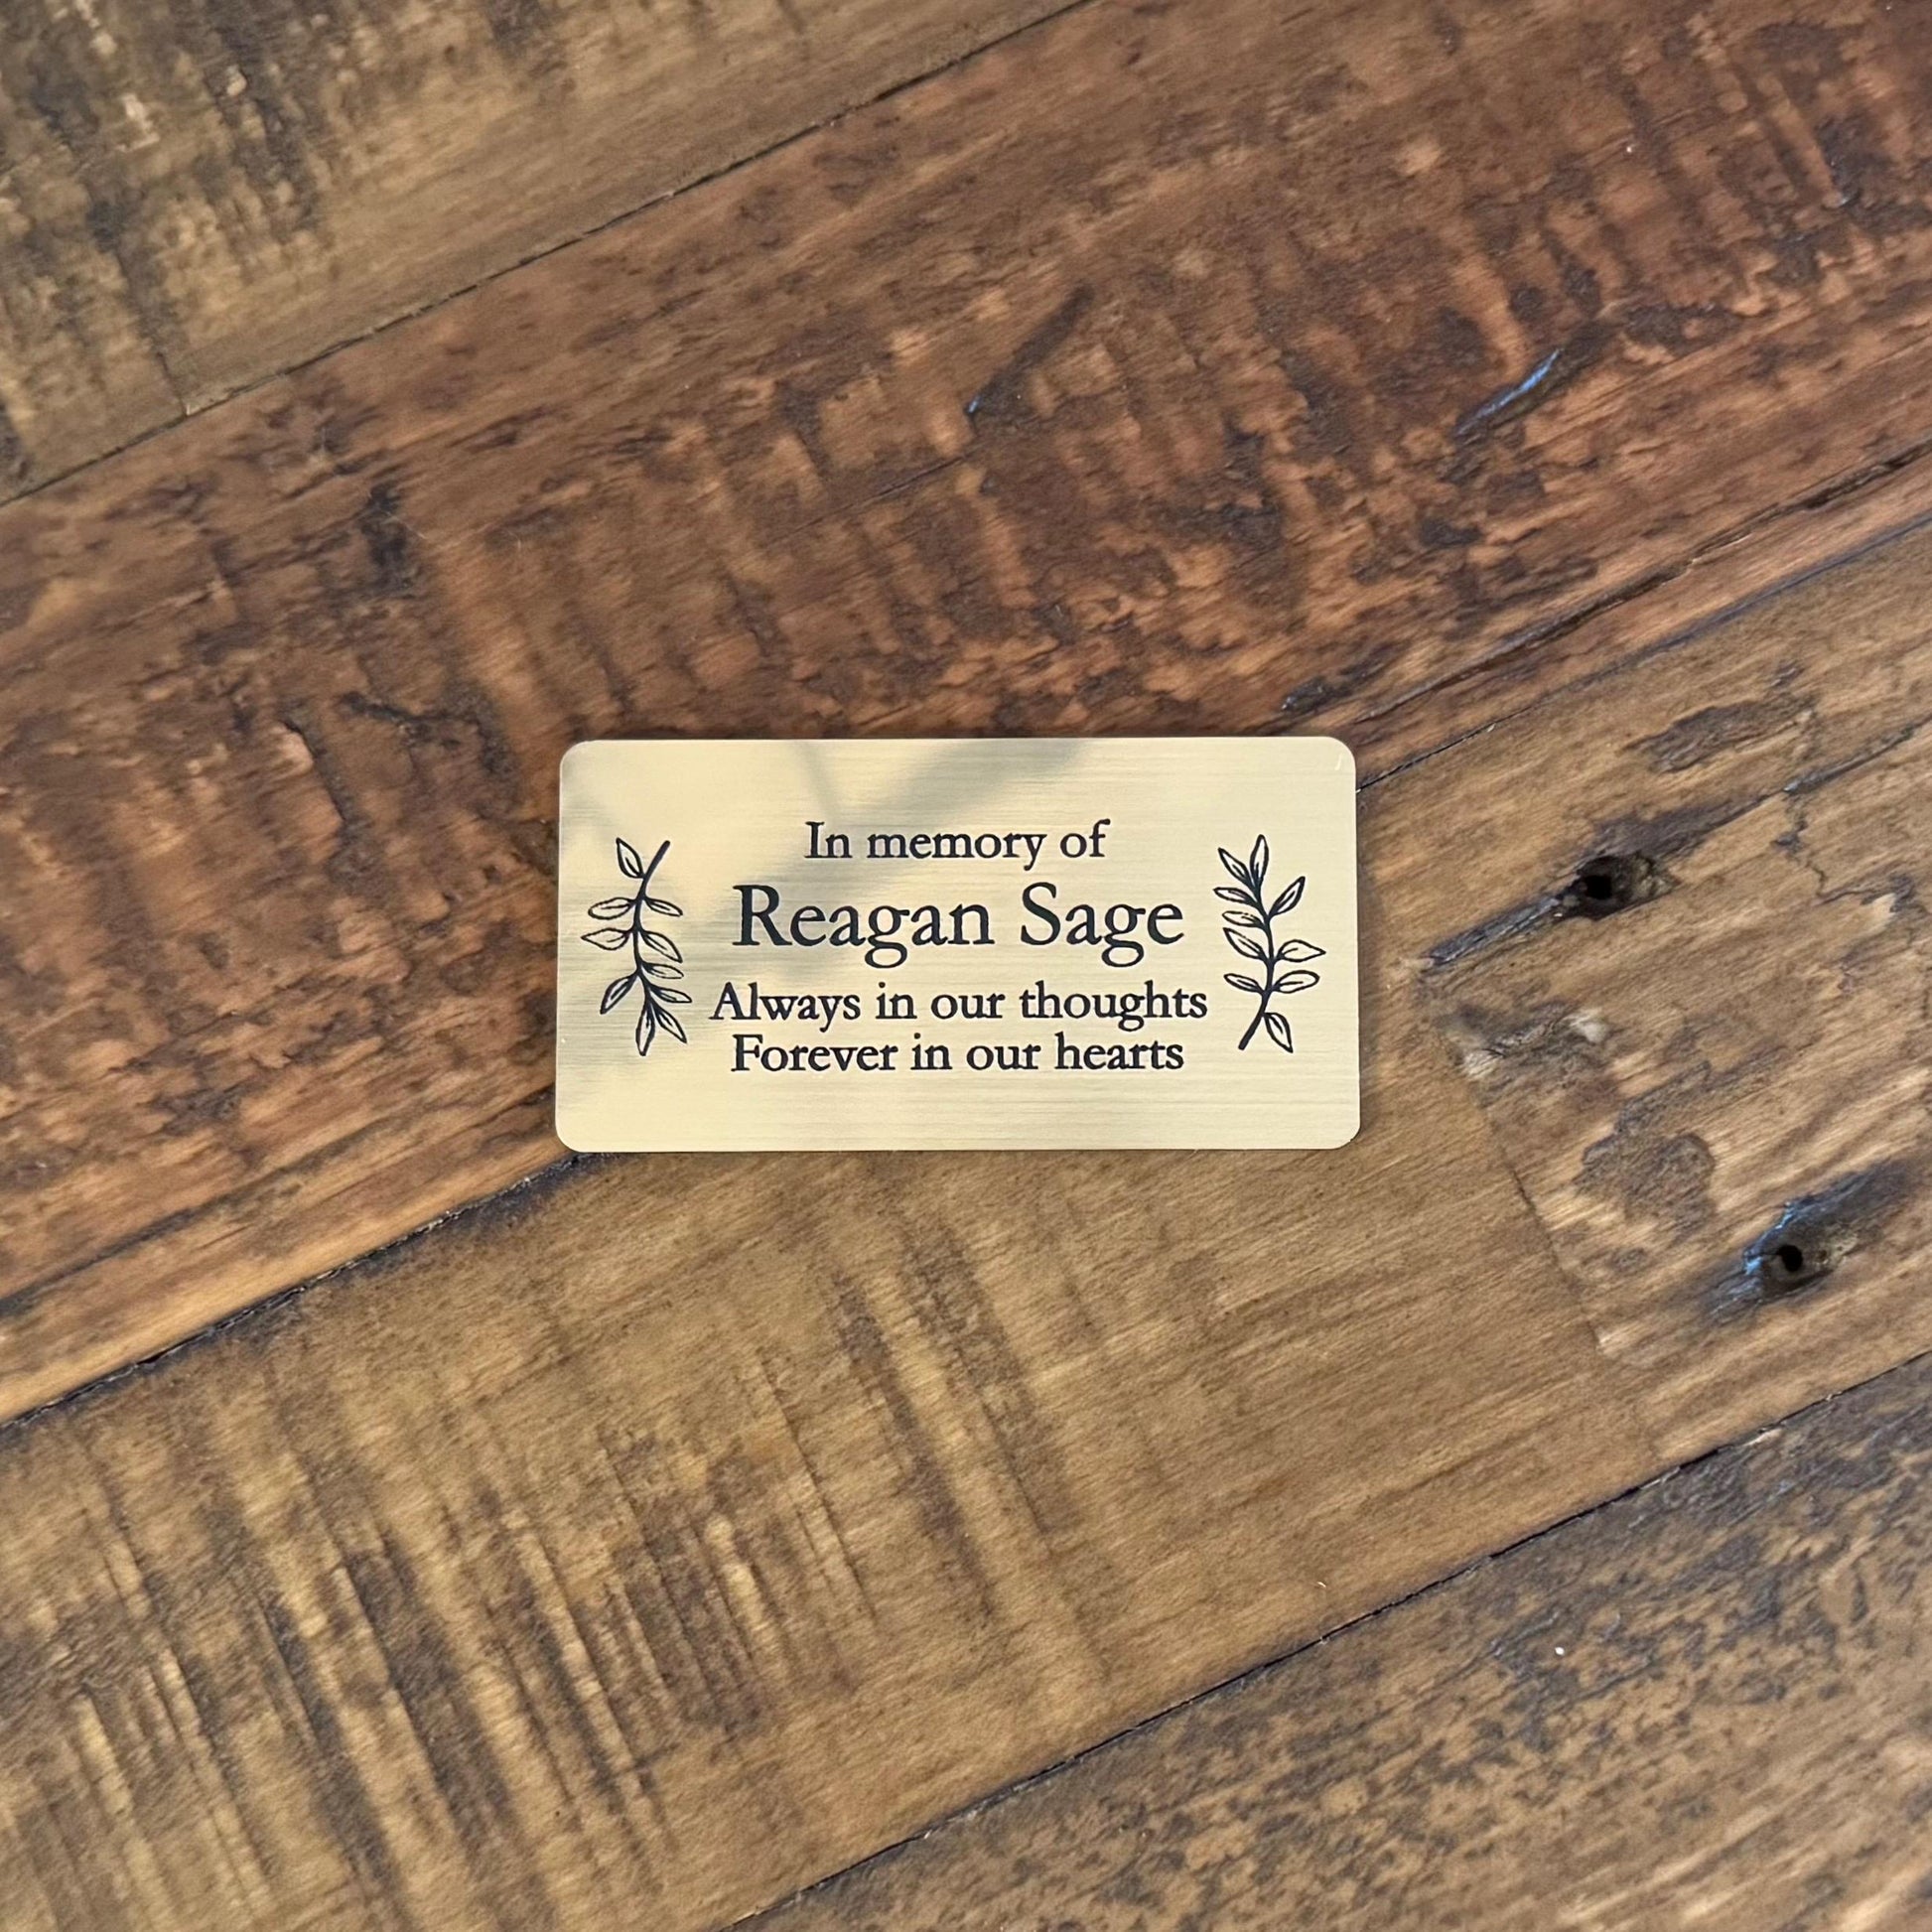 In memory of
Reagan Sage
Always in our thoughts
Forever in our hearts